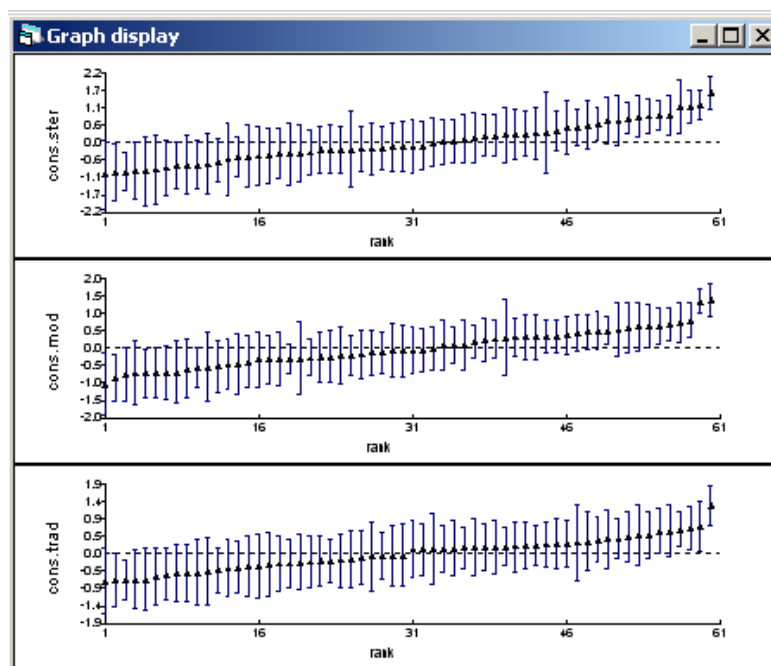 Graph display
cons.ster
2.2
1.7
1.1
0.6
0.0
-0.6
-1.1
-1.7
-2.2
1 16 31 46 61
rank
cons.mod
2.0
1.5
1.0
0.5
0.0
-0.5
-1.0
-1.5
-2.0
1 16 31 46 61
rank
cons.trad
1.9
1.4
0.9
0.5
0.0
-0.5
-0.9
-1.4
-1.9
1 16 31 46 61
rank